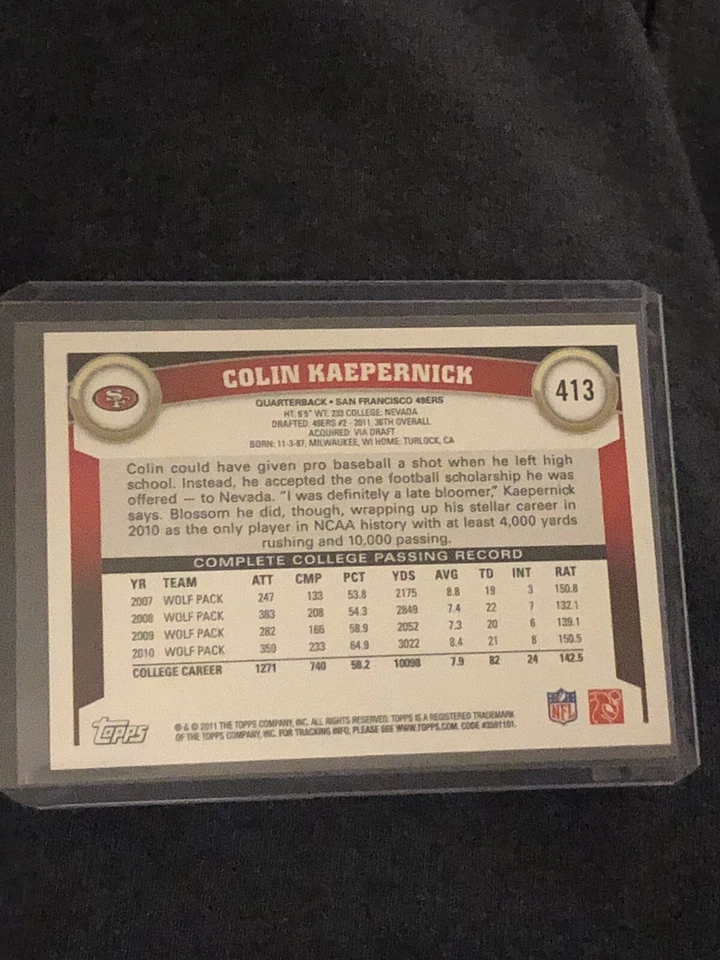 SF
COLIN KAEPERNICK
413
QUARTERBACK • SAN FRANCISCO 49ERS
HT: 6'5" WT: 233 COLLEGE: NEVADA
DRAFTED: 49ERS #2 - 2011, 36TH OVERALL
ACQUIRED: VIA DRAFT
BORN: 11-3-87, MILWAUKEE, WI HOME: TURLOCK, CA
Colin could have given pro baseball a shot when he left high
school. Instead, he accepted the one football scholarship he was
offered — to Nevada. "I was definitely a late bloomer," Kaepernick
says. Blossom he did, though, wrapping up his stellar career in
2010 as the only player in NCAA history with at least 4,000 yards
rushing and 10,000 passing.
COMPLETE COLLEGE PASSING RECORD
YR TEAM ATT CMP PCT YDS AVG TD INT RAT
2007 WOLF PACK 247 133 53.8 2175 8.8 19 3 150.8
2008 WOLF PACK 383 208 54.3 2849 7.4 22 7 132.1
2009 WOLF PACK 282 166 58.9 2052 7.3 20 6 139.1
2010 WOLF PACK 359 233 64.9 3022 8.4 21 8 150.5
COLLEGE CAREER 1271 740 58.2 10098 7.9 82 24 142.5
Topps
® & © 2011 THE TOPPS COMPANY, INC. ALL RIGHTS RESERVED. TOPPS IS A REGISTERED TRADEMARK
OF THE TOPPS COMPANY, INC. FOR TRACKING INFO, PLEASE SEE WWW.TOPPS.COM. CODE #3501101.
NFL